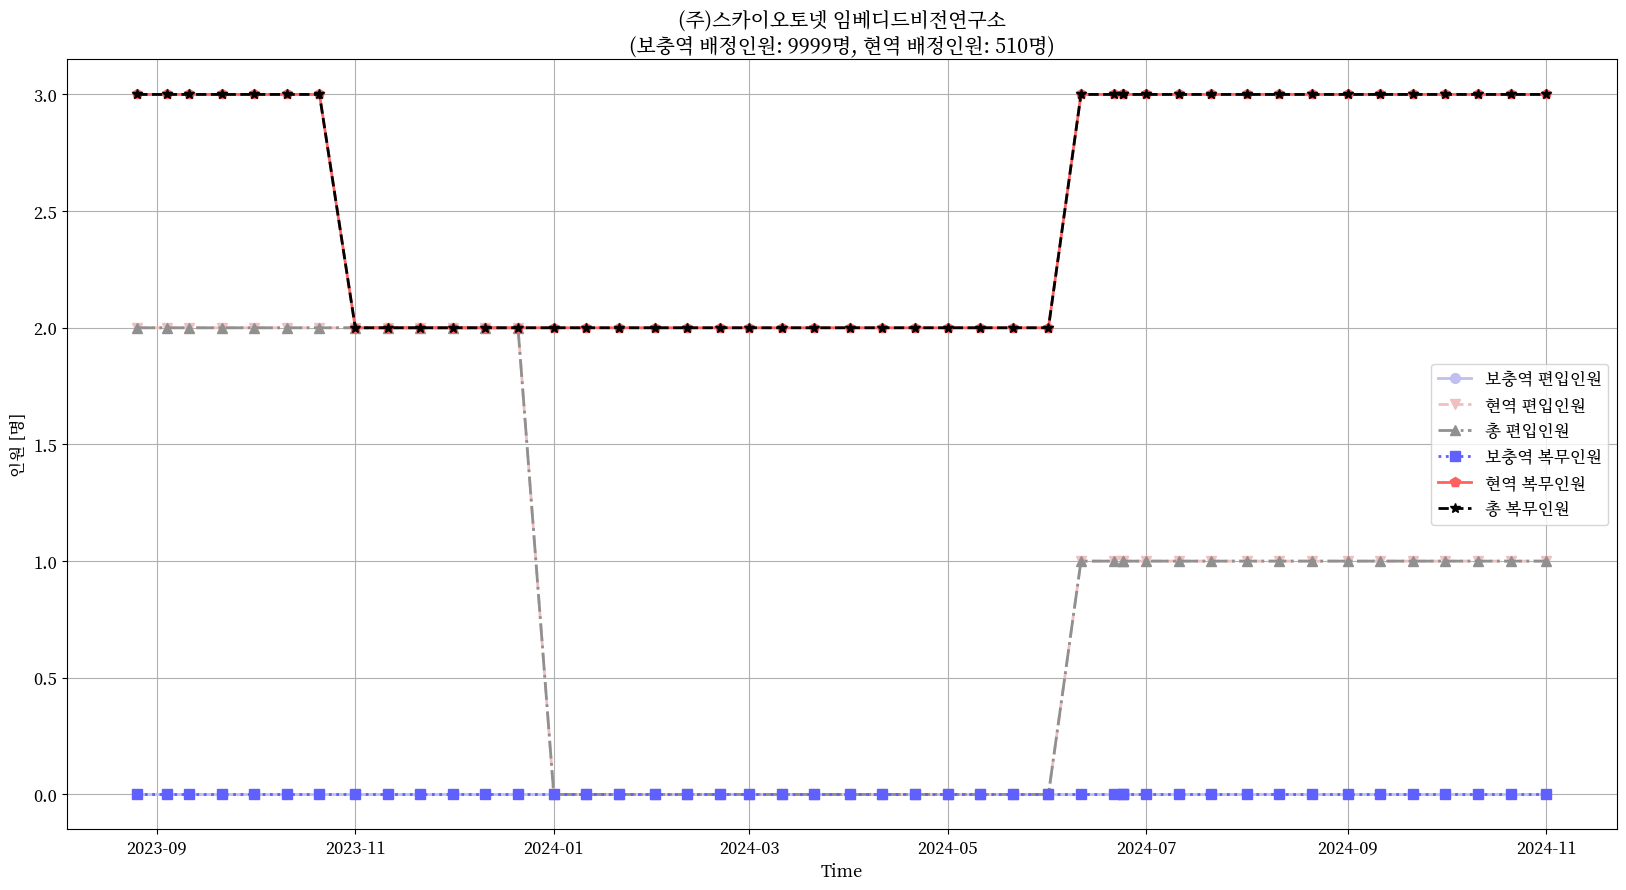 (주)스카이오토넷 임베디드비전연구소
(보충역 배정인원: 9999명, 현역 배정인원: 510명)
3.0
2.5
2.0
1.5
1.0
0.5
0.0
인원 [명]
보충역 편입인원
현역 편입인원
총 편입인원
보충역 복무인원
현역 복무인원
총 복무인원
2023-09
2023-11
2024-01
2024-03
2024-05
2024-07
2024-09
2024-11
Time